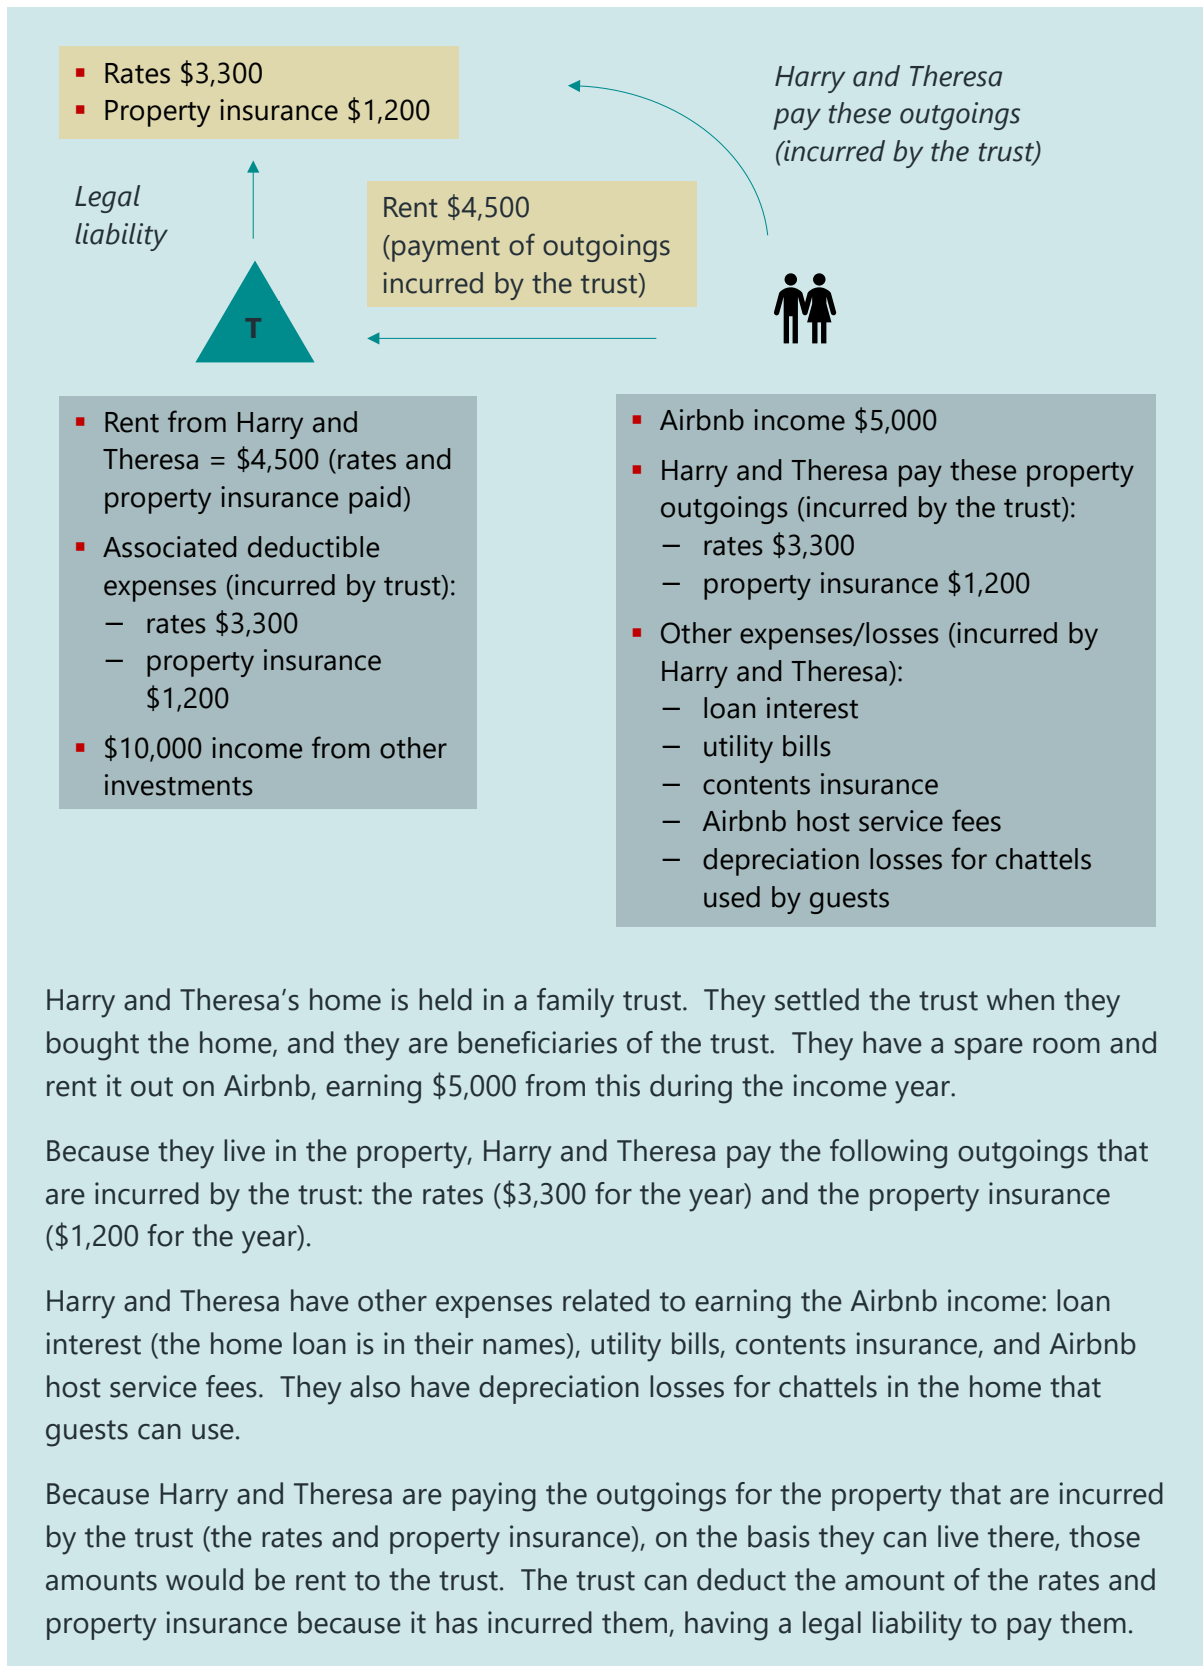 ▪ Rates $3,300
▪ Property insurance $1,200
Harry and Theresa
pay these outgoings
(incurred by the trust)
Legal
liability
Rent $4,500
(payment of outgoings
incurred by the trust)
T
▪ Rent from Harry and
Theresa = $4,500 (rates and
property insurance paid)
▪ Associated deductible
expenses (incurred by trust):
– rates $3,300
– property insurance
$1,200
▪ $10,000 income from other
investments
▪ Airbnb income $5,000
▪ Harry and Theresa pay these property
outgoings (incurred by the trust):
– rates $3,300
– property insurance $1,200
▪ Other expenses/losses (incurred by
Harry and Theresa):
– loan interest
– utility bills
– contents insurance
– Airbnb host service fees
– depreciation losses for chattels
used by guests
Harry and Theresa’s home is held in a family trust.  They settled the trust when they
bought the home, and they are beneficiaries of the trust.  They have a spare room and
rent it out on Airbnb, earning $5,000 from this during the income year.
Because they live in the property, Harry and Theresa pay the following outgoings that
are incurred by the trust: the rates ($3,300 for the year) and the property insurance
($1,200 for the year).
Harry and Theresa have other expenses related to earning the Airbnb income: loan
interest (the home loan is in their names), utility bills, contents insurance, and Airbnb
host service fees.  They also have depreciation losses for chattels in the home that
guests can use.
Because Harry and Theresa are paying the outgoings for the property that are incurred
by the trust (the rates and property insurance), on the basis they can live there, those
amounts would be rent to the trust.  The trust can deduct the amount of the rates and
property insurance because it has incurred them, having a legal liability to pay them.